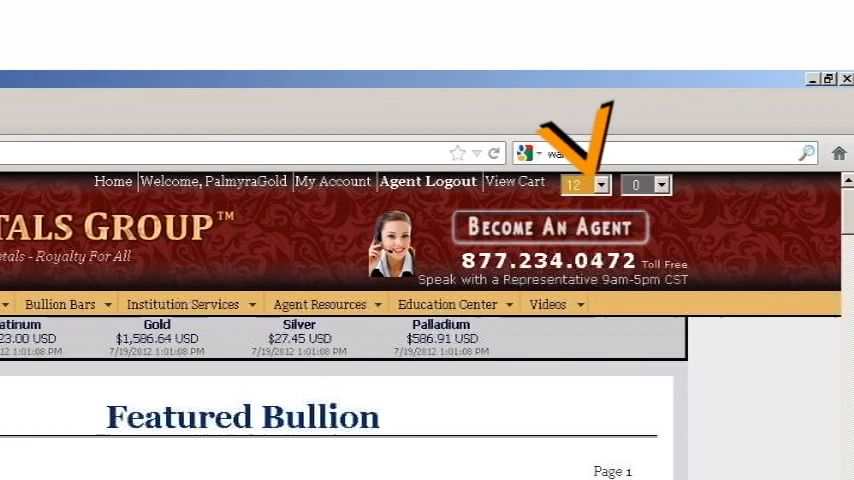 wa
Home Welcome, PalmyraGold My Account Agent Logout View Cart 12 0
TALS GROUP™
etals - Royalty For All
BECOME AN AGENT
877.234.0472 Toll Free
Speak with a Representative 9am-5pm CST
Bullion Bars Institution Services Agent Resources Education Center Videos
atinum Gold Silver Palladium
23.00 USD $1,586.64 USD $27.45 USD $586.91 USD
12 1:01:08 PM 7/19/2012 1:01:08 PM 7/19/2012 1:01:08 PM 7/19/2012 1:01:08 PM
Featured Bullion
Page 1